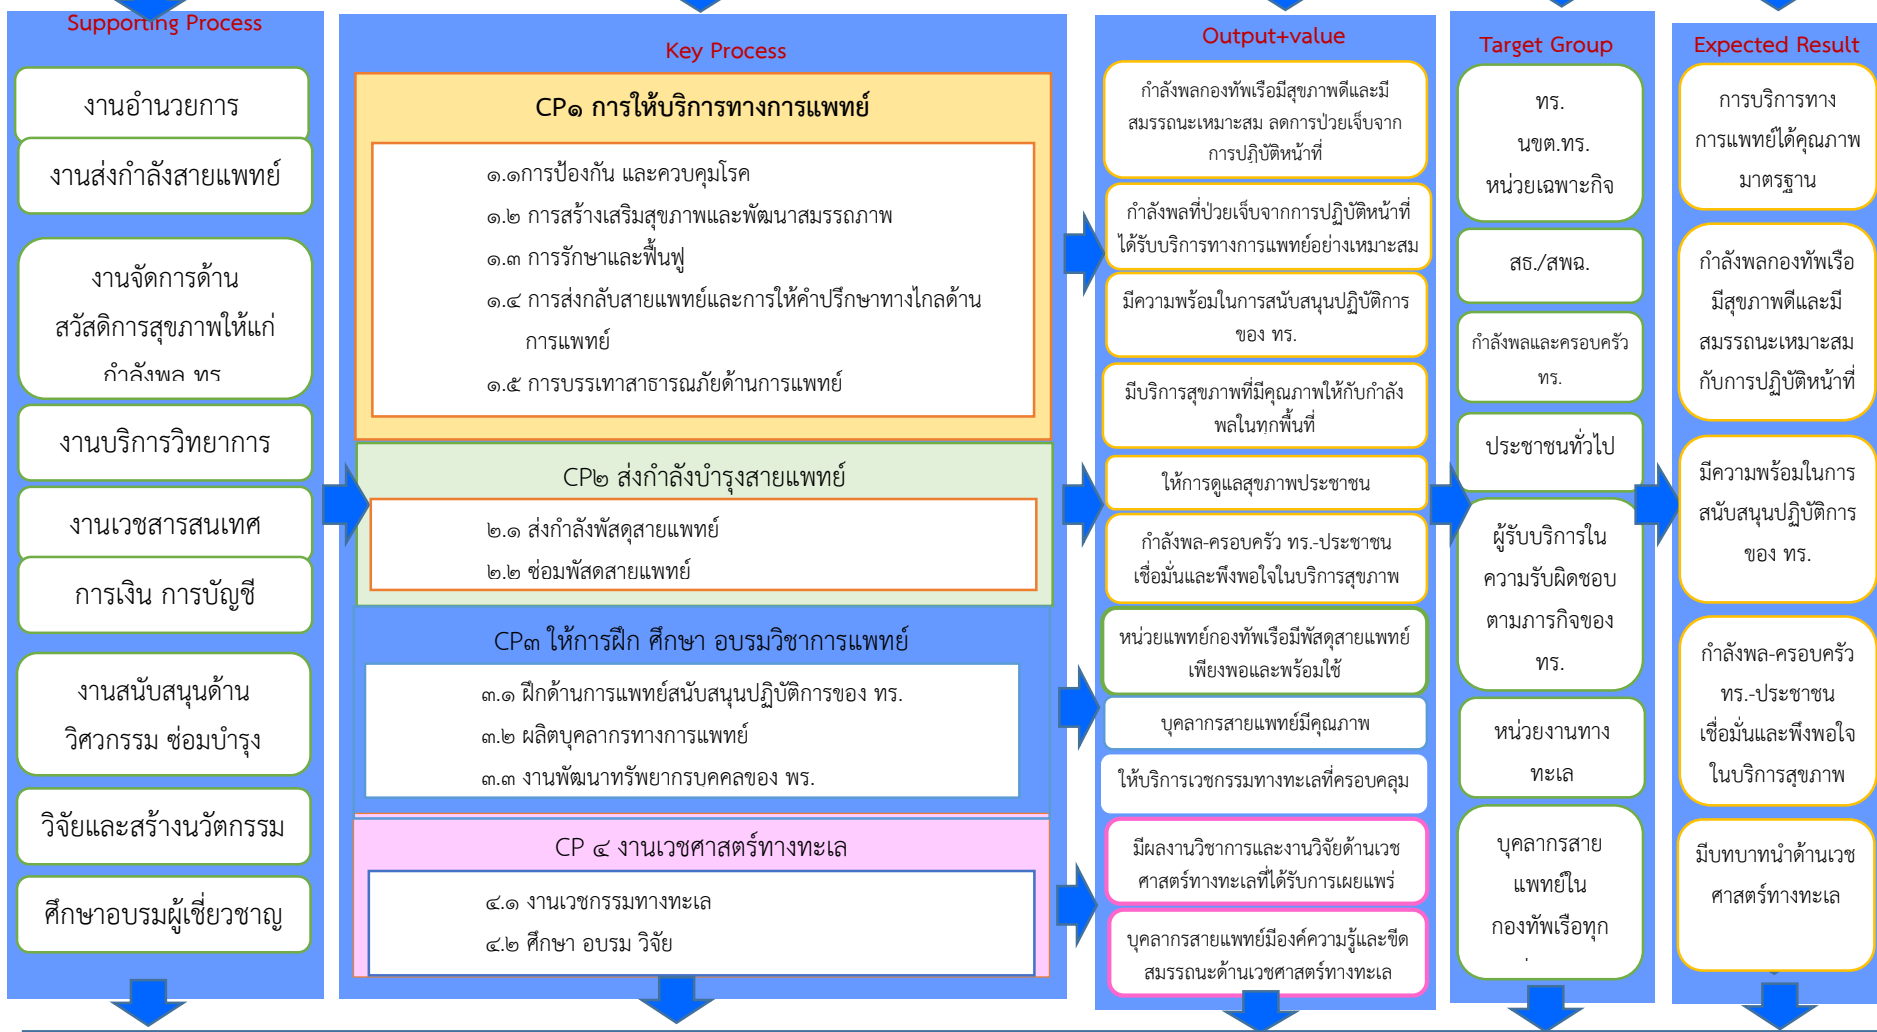 Supporting Process
งานอำนวยการ
งานส่งกำลังสายแพทย์
งานจัดการด้าน
สวัสดิการสุขภาพให้แก่
กำลังพล ทร
งานบริการวิทยาการ
งานเวชสารสนเทศ
การเงิน การบัญชี
งานสนับสนุนด้าน
วิศวกรรม ซ่อมบำรุง
วิจัยและสร้างนวัตกรรม
ศึกษาอบรมผู้เชี่ยวชาญ
Key Process
CP๑ การให้บริการทางการแพทย์
๑.๑การป้องกัน และควบคุมโรค
๑.๒ การสร้างเสริมสุขภาพและพัฒนาสมรรถภาพ
๑.๓ การรักษาและฟื้นฟู
๑.๔ การส่งกลับสายแพทย์และการให้คำปรึกษาทางไกลด้าน
การแพทย์
๑.๕ การบรรเทาสาธารณภัยด้านการแพทย์
CP๒ ส่งกำลังบำรุงสายแพทย์
๒.๑ ส่งกำลังพัสดุสายแพทย์
๒.๒ ซ่อมพัสดุสายแพทย์
CP๓ ให้การฝึก ศึกษา อบรมวิชาการแพทย์
๓.๑ ฝึกด้านการแพทย์สนับสนุนปฏิบัติการของ ทร.
๓.๒ ผลิตบุคลากรทางการแพทย์
๓.๓ งานพัฒนาทรัพยากรบุคคลของ พร.
CP ๔ งานเวชศาสตร์ทางทะเล
๔.๑ งานเวชกรรมทางทะเล
๔.๒ ศึกษา อบรม วิจัย
Output+value
กำลังพลกองทัพเรือมีสุขภาพดีและมี
สมรรถนะเหมาะสม ลดการป่วยเจ็บจาก
การปฏิบัติหน้าที่
กำลังพลที่ป่วยเจ็บจากการปฏิบัติหน้าที่
ได้รับบริการทางการแพทย์อย่างเหมาะสม
มีความพร้อมในการสนับสนุนปฏิบัติการ
ของ ทร.
มีบริการสุขภาพที่มีคุณภาพให้กับกำลัง
พลในทุกพื้นที่
ให้การดูแลสุขภาพประชาชน
กำลังพล-ครอบครัว ทร.-ประชาชน
เชื่อมั่นและพึงพอใจในบริการสุขภาพ
หน่วยแพทย์กองทัพเรือมีพัสดุสายแพทย์
เพียงพอและพร้อมใช้
บุคลากรสายแพทย์มีคุณภาพ
ให้บริการเวชกรรมทางทะเลที่ครอบคลุม
มีผลงานวิชาการและงานวิจัยด้านเวช
ศาสตร์ทางทะเลที่ได้รับการเผยแพร่
บุคลากรสายแพทย์มีองค์ความรู้และขีด
สมรรถนะด้านเวชศาสตร์ทางทะเล
Target Group
ทร.
นขต.ทร.
หน่วยเฉพาะกิจ
สธ./สพฉ.
กำลังพลและครอบครัว
ทร.
ประชาชนทั่วไป
ผู้รับบริการใน
ความรับผิดชอบ
ตามภารกิจของ
ทร.
หน่วยงานทาง
ทะเล
บุคลากรสาย
แพทย์ใน
กองทัพเรือทุก
Expected Result
การบริการทาง
การแพทย์ได้คุณภาพ
มาตรฐาน
กำลังพลกองทัพเรือ
มีสุขภาพดีและมี
สมรรถนะเหมาะสม
กับการปฏิบัติหน้าที่
มีความพร้อมในการ
สนับสนุนปฏิบัติการ
ของ ทร.
กำลังพล-ครอบครัว
ทร.-ประชาชน
เชื่อมั่นและพึงพอใจ
ในบริการสุขภาพ
มีบทบาทนำด้านเวช
ศาสตร์ทางทะเล